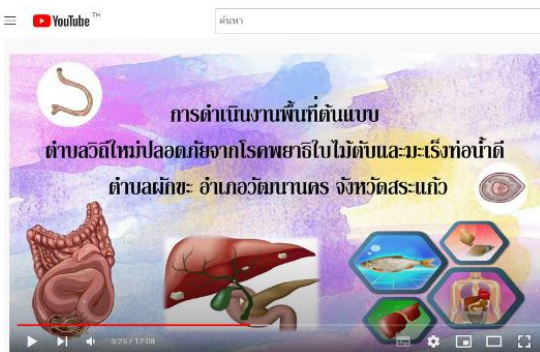 YouTube TH
ค้นหา
การดำเนินงานพื้นที่ต้นแบบ
ตำบลวิถีใหม่ปลอดภัยจากโรคพยาธิใบไม้ตับและมะเร็งท่อน้ำดี
ตำบลผักขะ อำเภอวัฒนานคร จังหวัดสระแก้ว
5:25 / 12:08